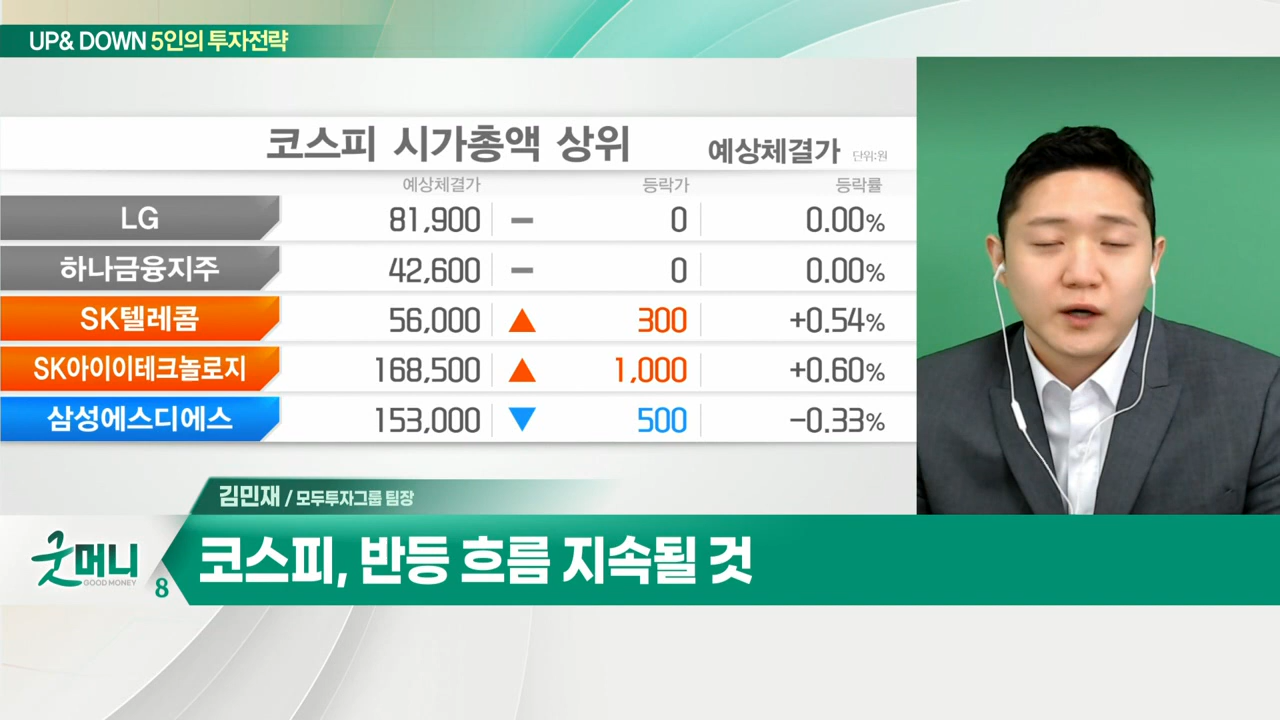 UP& DOWN 5인의 투자전략
코스피 시가총액 상위 예상체결가 단위:원
예상체결가 등락가 등락률
LG 81,900 − 0 0.00%
하나금융지주 42,600 − 0 0.00%
SK텔레콤 56,000 ▲ 300 +0.54%
SK아이이테크놀로지 168,500 ▲ 1,000 +0.60%
삼성에스디에스 153,000 ▼ 500 −0.33%
김민재 / 모두투자그룹 팀장
굿머니
GOOD MONEY
8
코스피, 반등 흐름 지속될 것